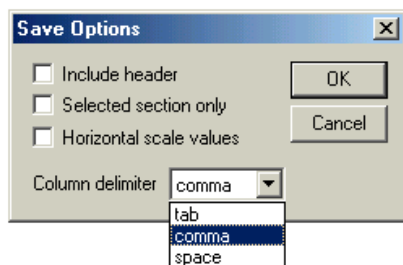 Save Options
Include header
OK
Selected section only
Cancel
Horizontal scale values
Column delimiter comma
tab
comma
space